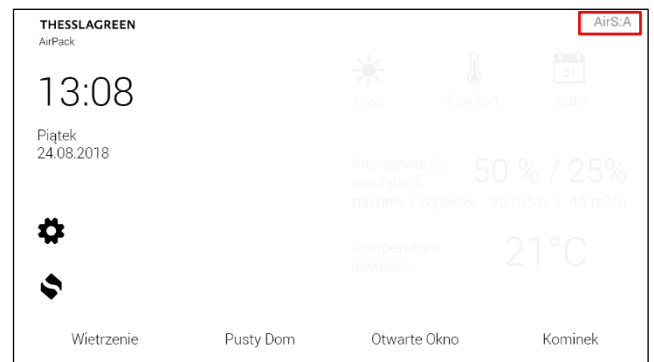 THESSLAGREEN
AirPack
AirS:A
13:08
Piątek
24.08.2018
31
Lato
Komfort
Auto
Intensywność wentylacji
nawiew / wywiew
50 % / 25%
90 m³/h / 45 m³/h
Temperatura nawiewu
21°C
Wietrzenie
Pusty Dom
Otwarte Okno
Kominek